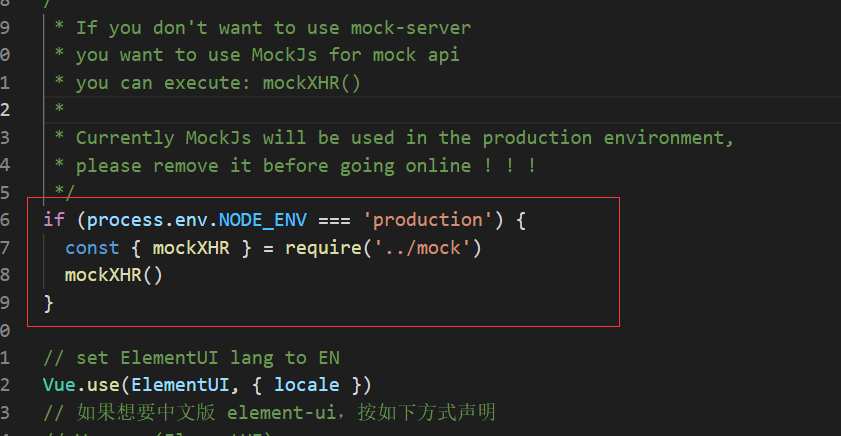 8 /
9 * If you don't want to use mock-server
0 * you want to use MockJs for mock api
1 * you can execute: mockXHR()
2 *
3 * Currently MockJs will be used in the production environment,
4 * please remove it before going online ! ! !
5 */
6 if (process.env.NODE_ENV === 'production') {
7 const { mockXHR } = require('../mock')
8 mockXHR()
9 }
0
1 // set ElementUI lang to EN
2 Vue.use(ElementUI, { locale })
3 // 如果想要中文版 element-ui，按如下方式声明